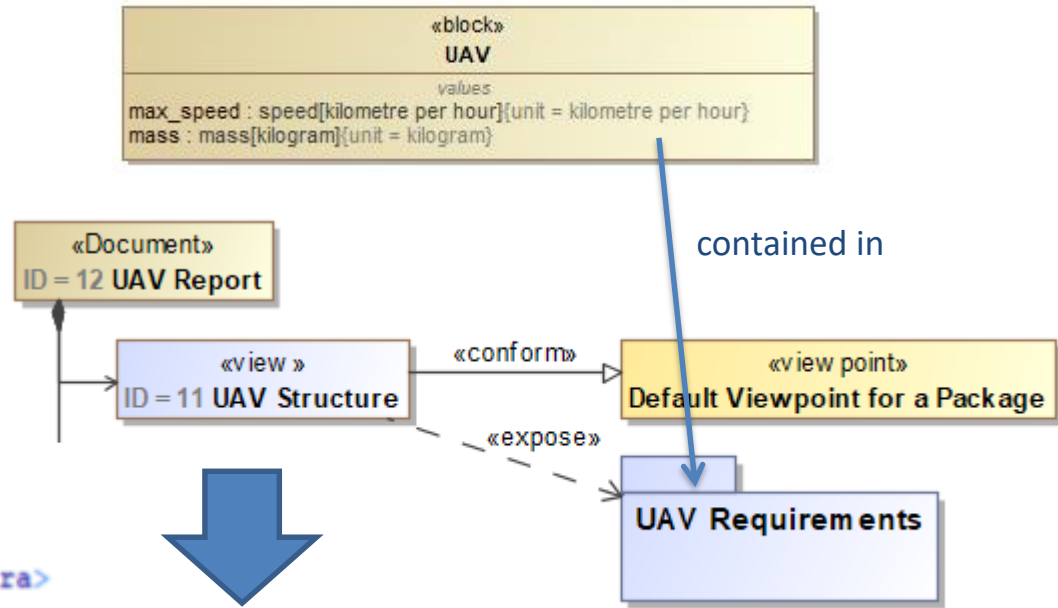 «block»
UAV
values
max_speed : speed[kilometre per hour]{unit = kilometre per hour}
mass : mass[kilogram]{unit = kilogram}
contained in
«Document»
ID = 12 UAV Report
«view »
ID = 11 UAV Structure
«conform»
«view point»
Default Viewpoint for a Package
«expose»
UAV Requirements
ra>